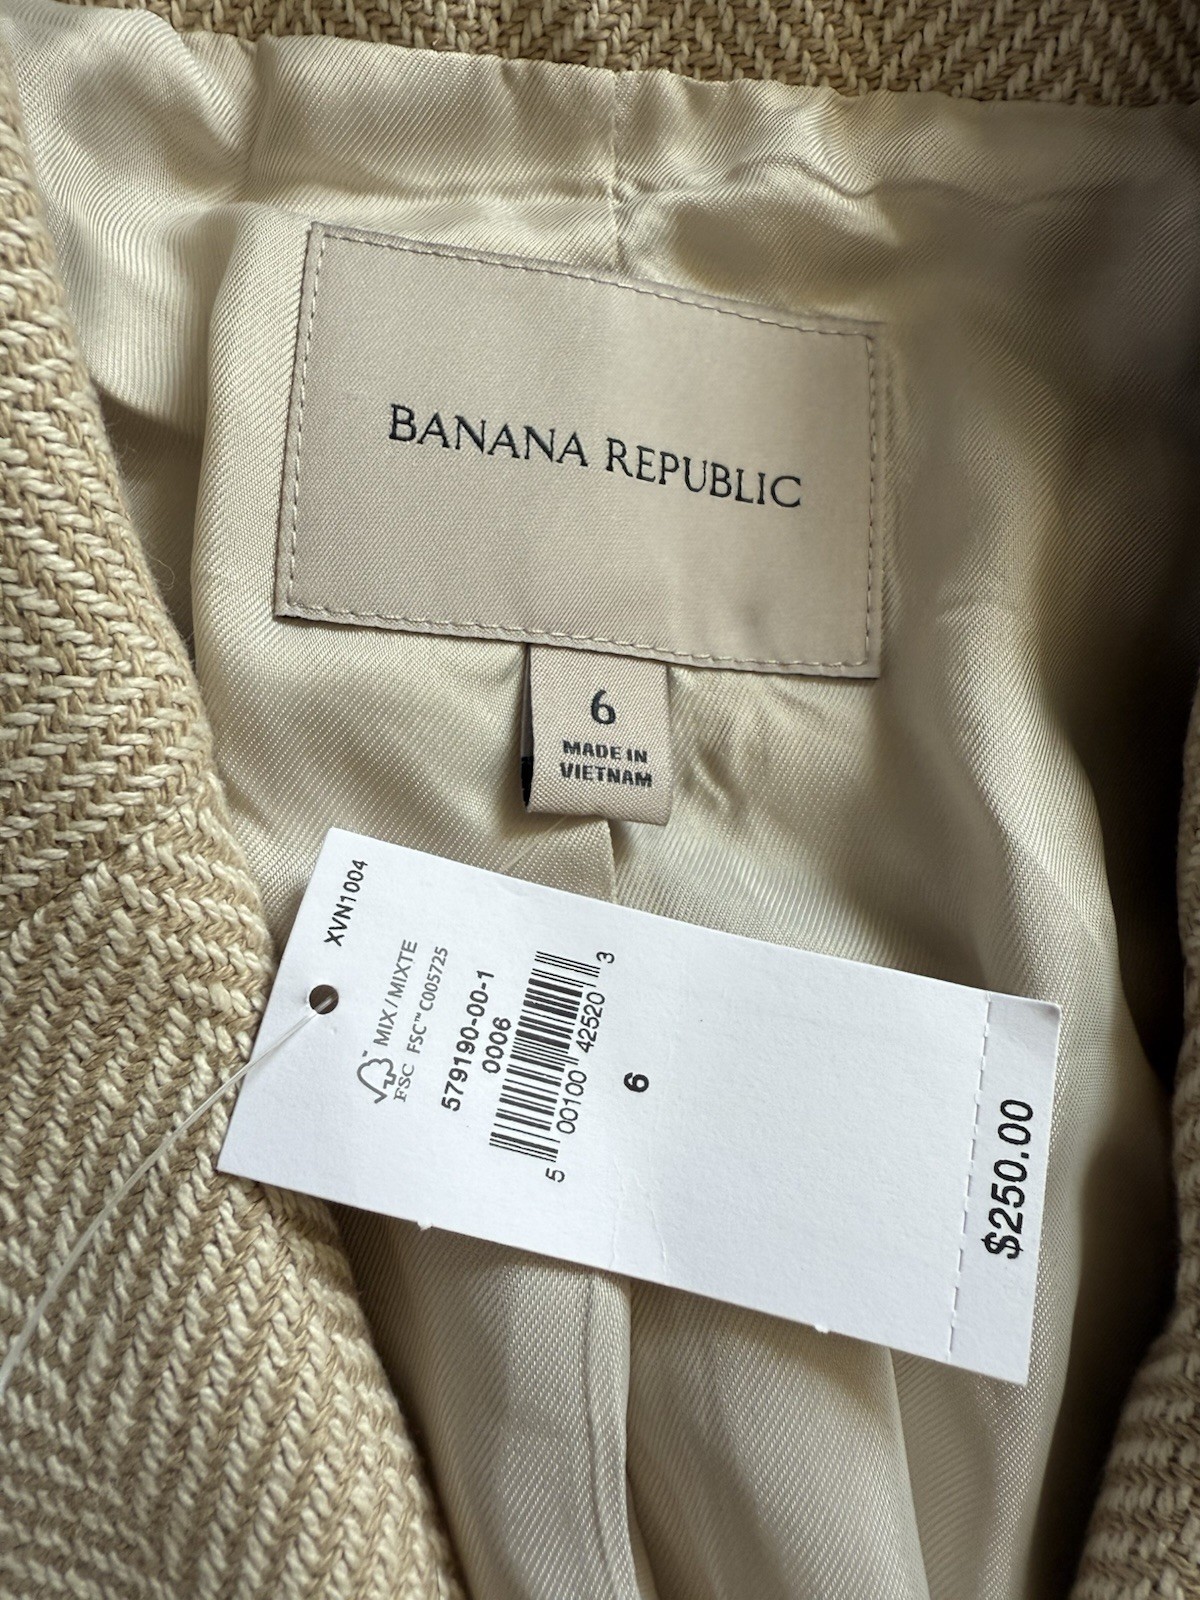 BANANA REPUBLIC
6
MADE IN
VIETNAM
XVN1004
MIX / MIXTE
FSC FSC™ C005725
579190-00-1
0006
5 00100 42520 3
6
$250.00